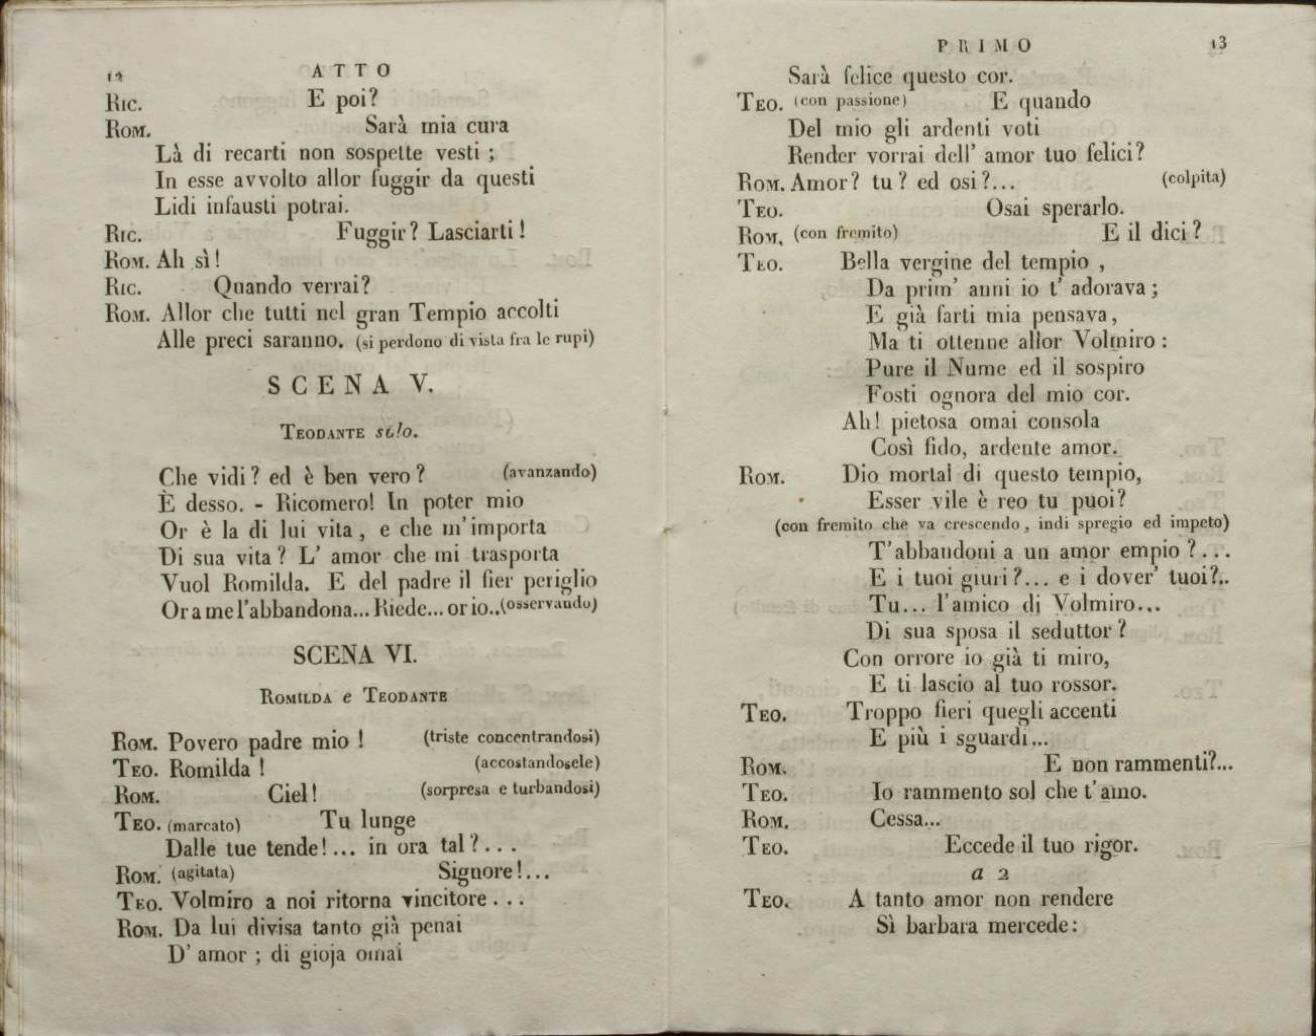 12
ATTO
Ric. E poi?
Rom. Sarà mia cura
Là di recarti non sospette vesti ;
In esse avvolto allor fuggir da questi
Lidi infausti potrai.
Ric. Fuggir? Lasciarti !
Rom. Ah sì !
Ric. Quando verrai?
Rom. Allor che tutti nel gran Tempio accolti
Alle preci saranno. (si perdono di vista fra le rupi)
SCENA V.
Teodante solo.
Che vidi ? ed è ben vero ? (avanzando)
È desso. - Ricomero! In poter mio
Or è la di lui vita , e che m'importa
Di sua vita ? L' amor che mi trasporta
Vuol Romilda. E del padre il fier periglio
Or a me l'abbandona... Riede... or io..(osservando)
SCENA VI.
Romilda e Teodante
Rom. Povero padre mio ! (triste concentrandosi)
Teo. Romilda ! (accostandosele)
Rom. Ciel ! (sorpresa e turbandosi)
Teo. (marcato) Tu lunge
Dalle tue tende!... in ora tal ?...
Rom. (agitata) Signore !...
Teo. Volmiro a noi ritorna vincitore...
Rom. Da lui divisa tanto già penai
D' amor ; di gioja omai
PRIMO
13
Sarà felice questo cor.
Teo. (con passione) E quando
Del mio gli ardenti voti
Render vorrai dell' amor tuo felici?
Rom. Amor? tu? ed osi?... (colpita)
Teo. Osai sperarlo.
Rom. (con fremito) E il dici ?
Teo. Bella vergine del tempio ,
Da prim' anni io t' adorava ;
E già farti mia pensava ,
Ma ti ottenne allor Volmiro :
Pure il Nume ed il sospiro
Fosti ognora del mio cor.
Ah! pietosa omai consola
Così fido, ardente amor.
Rom. Dio mortal di questo tempio,
Esser vile è reo tu puoi?
(con fremito che va crescendo , indi spregio ed impeto)
T'abbandoni a un amor empio ?...
E i tuoi giuri ?... e i dover' tuoi?..
Tu... l'amico di Volmiro...
Di sua sposa il seduttor ?
Con orrore io già ti miro,
E ti lascio al tuo rossor.
Teo. Troppo fieri quegli accenti
E più i sguardi...
Rom. E non rammenti?...
Teo. Io rammento sol che t'amo.
Rom. Cessa...
Teo. Eccede il tuo rigor.
a 2
Teo. A tanto amor non rendere
Sì barbara mercede :